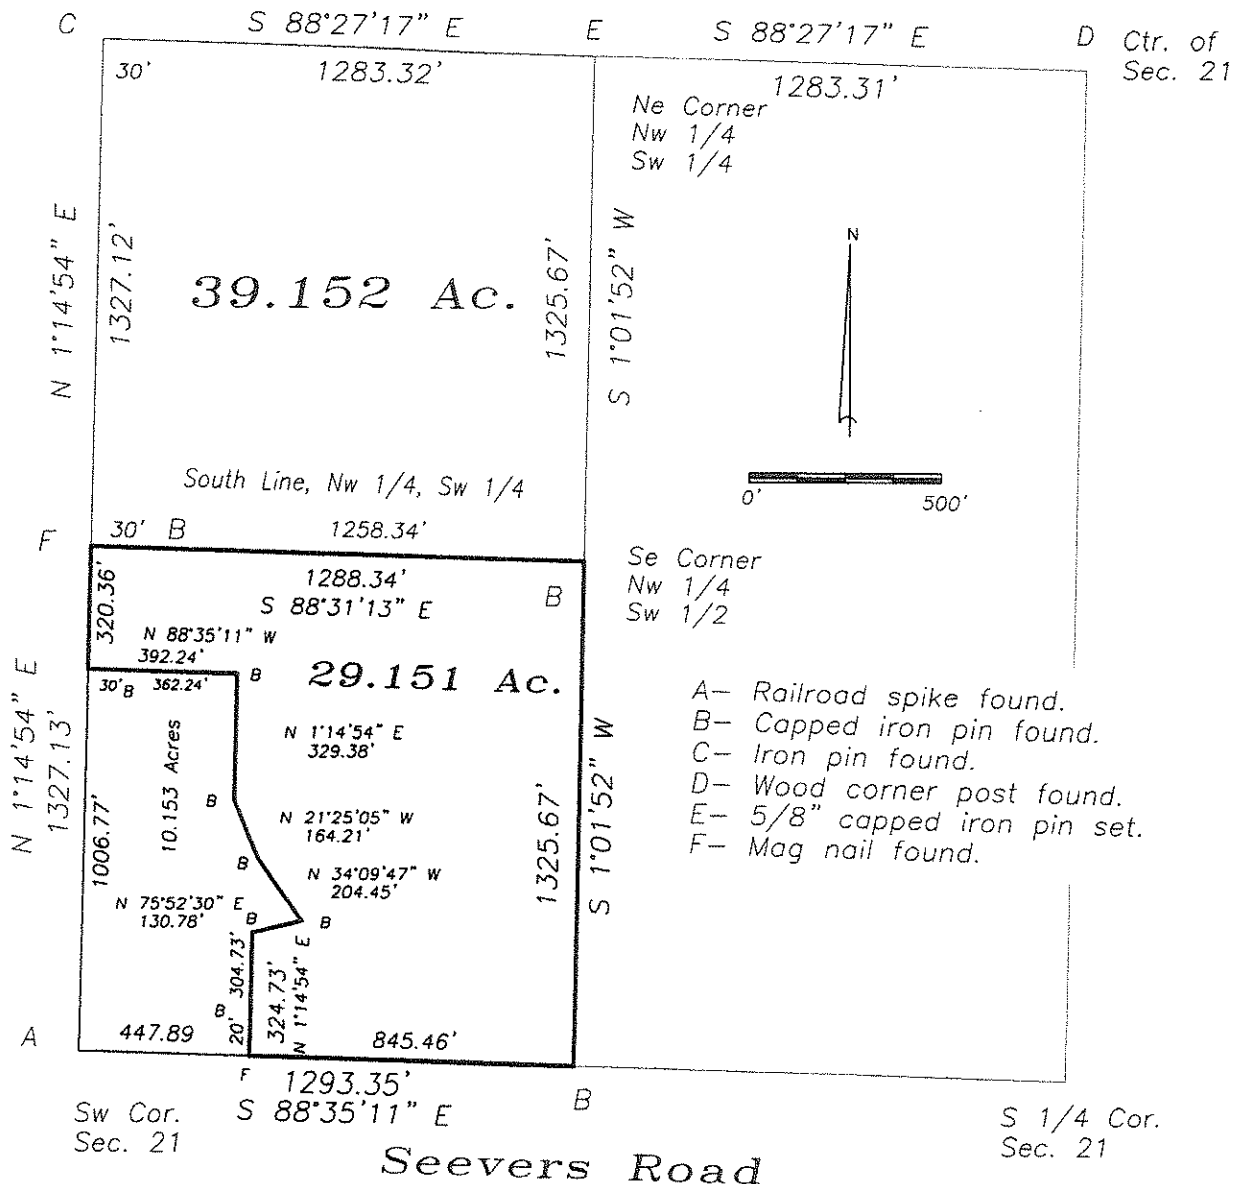 C
S 88°27'17" E
E
S 88°27'17" E
D
Ctr. of
Sec. 21
30'
1283.32'
1283.31'
Ne Corner
Nw 1/4
Sw 1/4
N 1°14'54" E
1327.12'
39.152 Ac.
1325.67'
S 1°01'52" W
N
0'
500'
South Line, Nw 1/4, Sw 1/4
F
30'
B
1258.34'
1288.34'
S 88°31'13" E
B
Se Corner
Nw 1/4
Sw 1/2
320.36'
N 88°35'11" W
392.24'
B
30'
B
362.24'
29.151 Ac.
A- Railroad spike found.
B- Capped iron pin found.
C- Iron pin found.
D- Wood corner post found.
E- 5/8" capped iron pin set.
F- Mag nail found.
N 1°14'54" E
1327.13'
1006.77'
10.153 Acres
N 1°14'54" E
329.38'
B
N 21°25'05" W
164.21'
B
N 34°09'47" W
204.45'
1325.67'
S 1°01'52" W
N 75°52'30" E
130.78'
B
B
304.73'
324.73'
N 1°14'54" E
B
20'
A
447.89
845.46'
F
1293.35'
S 88°35'11" E
B
Sw Cor.
Sec. 21
S 1/4 Cor.
Sec. 21
Seevers Road